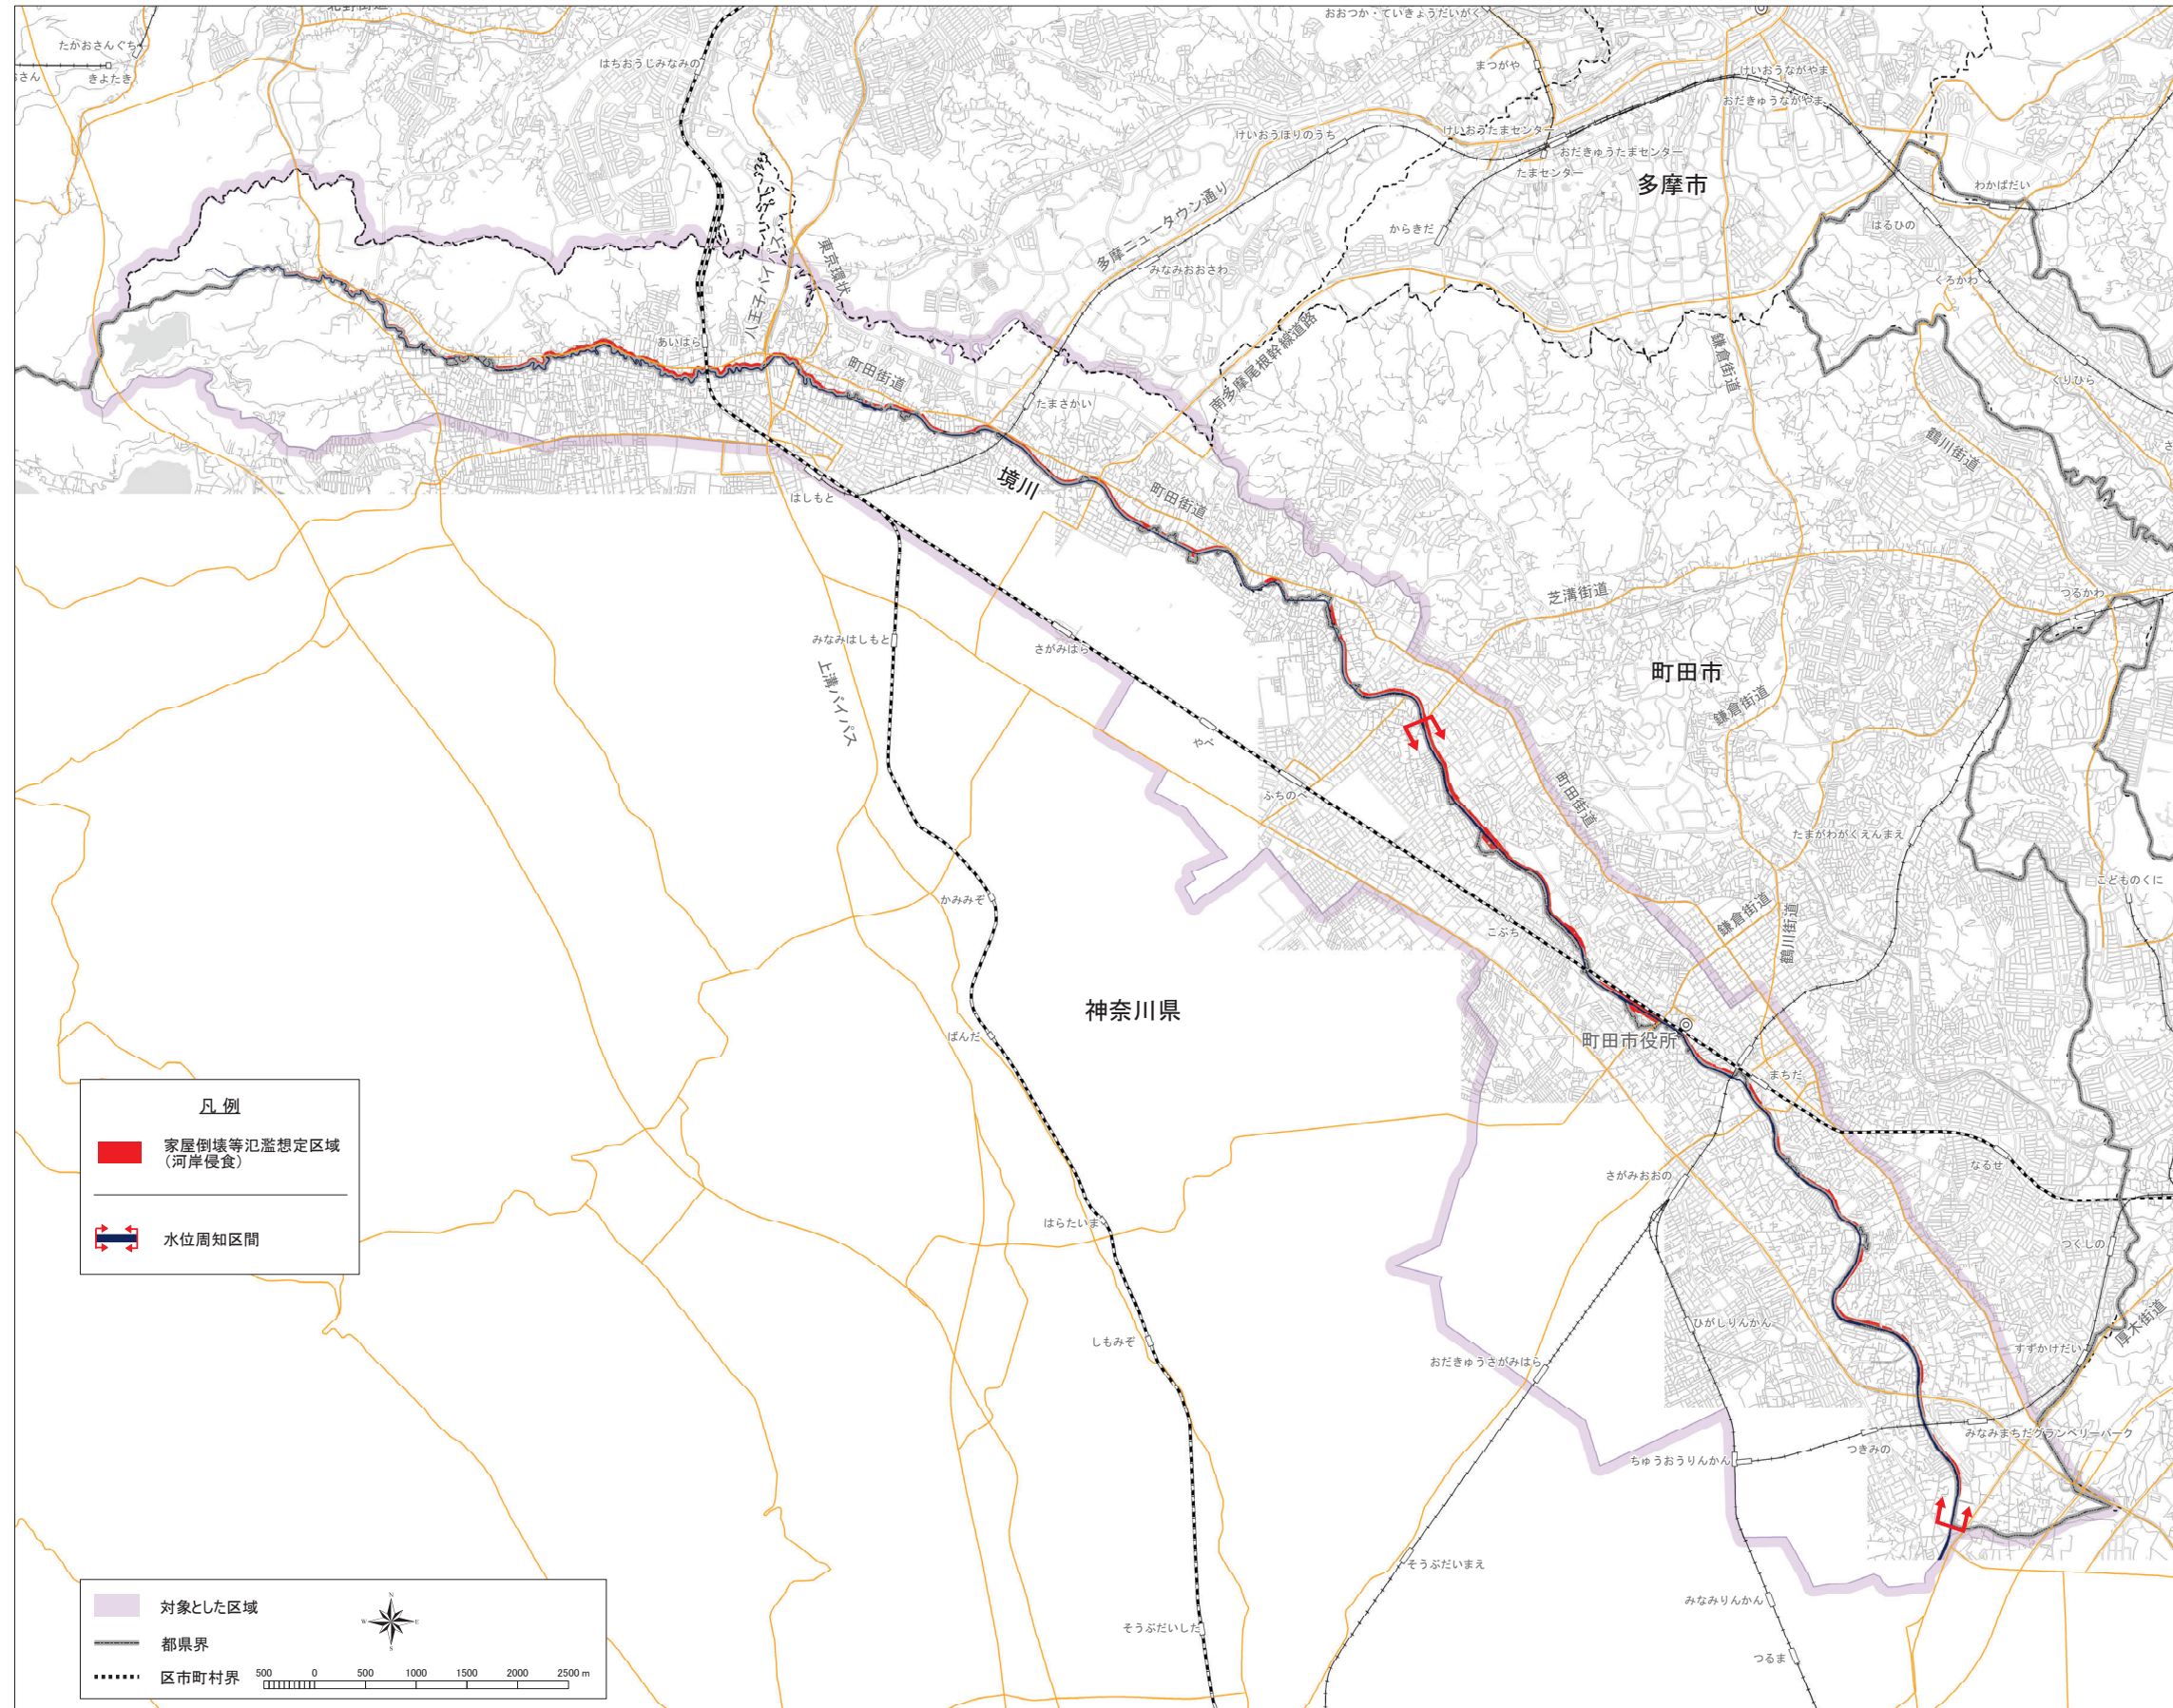 北野街道
おおつか・ていきょうだいがく
たかおさんぐち
おさん
きよたき
はちおうじみなみの
まつがや
けいおうながやま
おだきゅうながやま
けいおうほりのうち
けいおうたまセンター
おだきゅうたまセンター
たまセンター
多摩市
わかばだい
はるひの
からきだ
多摩ニュータウン通り
みなみおおさわ
東京環状
八王子バイパス
くろかわ
南多摩尾根幹線道路
鎌倉街道
あいはら
町田街道
たまさかい
くりひら
鶴川街道
境川
はしもと
町田街道
芝溝街道
つるかわ
みなみはしもと
さがみはら
上溝バイパス
町田市
鎌倉街道
やべ
ふちのべ
町田街道
たまがわがくえんまえ
こどものくに
かみみぞ
こぶち
鎌倉街道
鶴川街道
神奈川県
ばんだ
町田市役所
まちだ
凡 例
家屋倒壊等氾濫想定区域
(河岸侵食)
水位周知区間
なるせ
さがみおおの
はらたいま
つくしの
しもみぞ
ひがしりんかん
厚木街道
すずかけだい
おだきゅうさがみはら
みなみまちだグランベリーパーク
つきみの
ちゅうおうりんかん
そうぶだいまえ
みなみりんかん
そうぶだいした
つるま
対象とした区域
都県界
区市町村界
N
W E
S
500 0 500 1000 1500 2000 2500 m